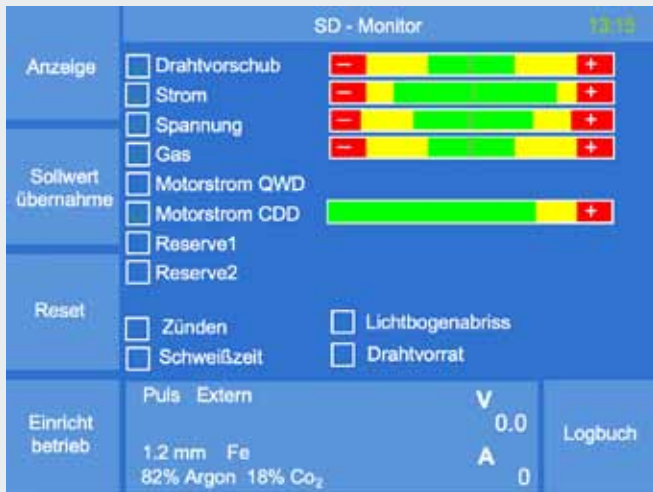 SD - Monitor
13:15
Anzeige
Drahtvorschub
- +
Strom
- +
Spannung
- +
Gas
- +
Sollwert
übernahme
Motorstrom QWD
Motorstrom CDD
+
Reserve1
Reserve2
Reset
Zünden
Lichtbogenabriss
Schweißzeit
Drahtvorrat
Einricht
betrieb
Puls Extern
V
0.0
1.2 mm Fe
A
82% Argon 18% Co₂
0
Logbuch